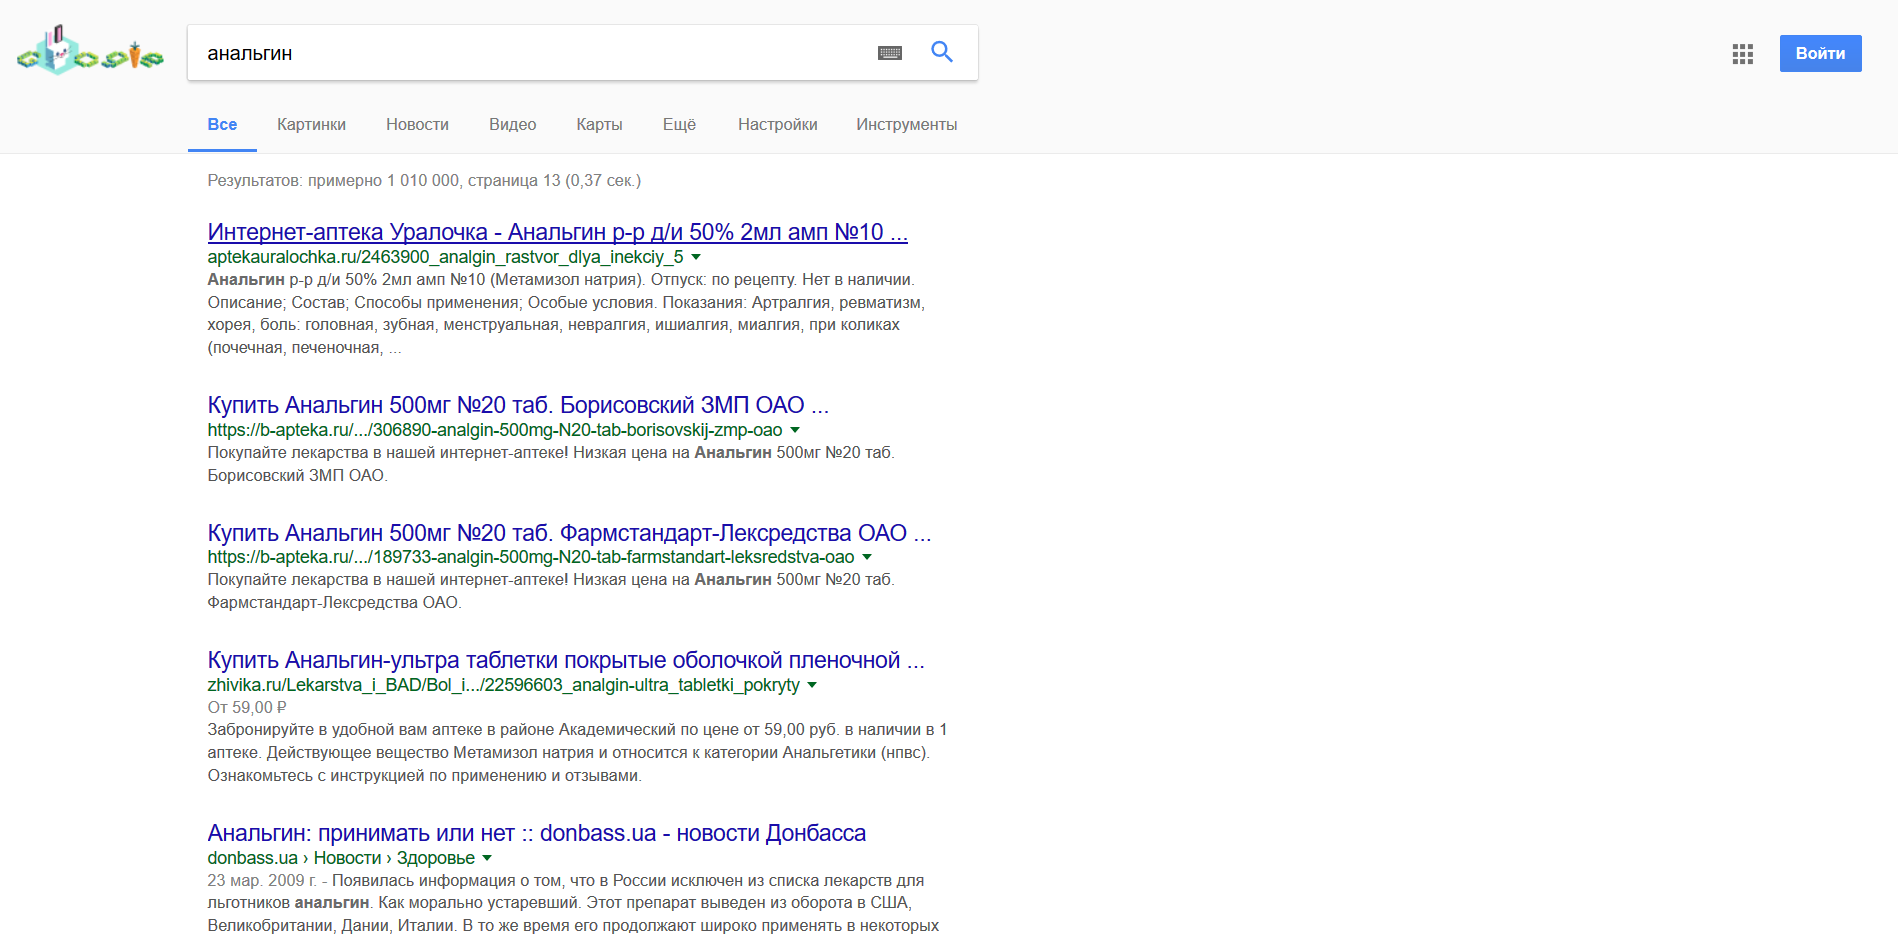 анальгин
Войти
Все Картинки Новости Видео Карты Ещё Настройки Инструменты
Результатов: примерно 1 010 000, страница 13 (0,37 сек.)
Интернет-аптека Уралочка - Анальгин р-р д/и 50% 2мл амп №10 ...
aptekauralochka.ru/2463900_analgin_rastvor_dlya_inekciy_5
Анальгин р-р д/и 50% 2мл амп №10 (Метамизол натрия). Отпуск: по рецепту. Нет в наличии.
Описание; Состав; Способы применения; Особые условия. Показания: Артралгия, ревматизм,
хорея, боль: головная, зубная, менструальная, невралгия, ишиалгия, миалгия, при коликах
(почечная, печеночная, ...
Купить Анальгин 500мг №20 таб. Борисовский ЗМП ОАО ...
https://b-apteka.ru/.../306890-analgin-500mg-N20-tab-borisovskij-zmp-oao
Покупайте лекарства в нашей интернет-аптеке! Низкая цена на Анальгин 500мг №20 таб.
Борисовский ЗМП ОАО.
Купить Анальгин 500мг №20 таб. Фармстандарт-Лексредства ОАО ...
https://b-apteka.ru/.../189733-analgin-500mg-N20-tab-farmstandart-leksredstva-oao
Покупайте лекарства в нашей интернет-аптеке! Низкая цена на Анальгин 500мг №20 таб.
Фармстандарт-Лексредства ОАО.
Купить Анальгин-ультра таблетки покрытые оболочкой пленочной ...
zhivika.ru/Lekarstva_i_BAD/Bol_i.../22596603_analgin-ultra_tabletki_pokryty
От 59,00 ₽
Забронируйте в удобной вам аптеке в районе Академический по цене от 59,00 руб. в наличии в 1
аптеке. Действующее вещество Метамизол натрия и относится к категории Анальгетики (нпвс).
Ознакомьтесь с инструкцией по применению и отзывами.
Анальгин: принимать или нет :: donbass.ua - новости Донбасса
donbass.ua › Новости › Здоровье
23 мар. 2009 г. - Появилась информация о том, что в России исключен из списка лекарств для
льготников анальгин. Как морально устаревший. Этот препарат выведен из оборота в США,
Великобритании, Дании, Италии. В то же время его продолжают широко применять в некоторых